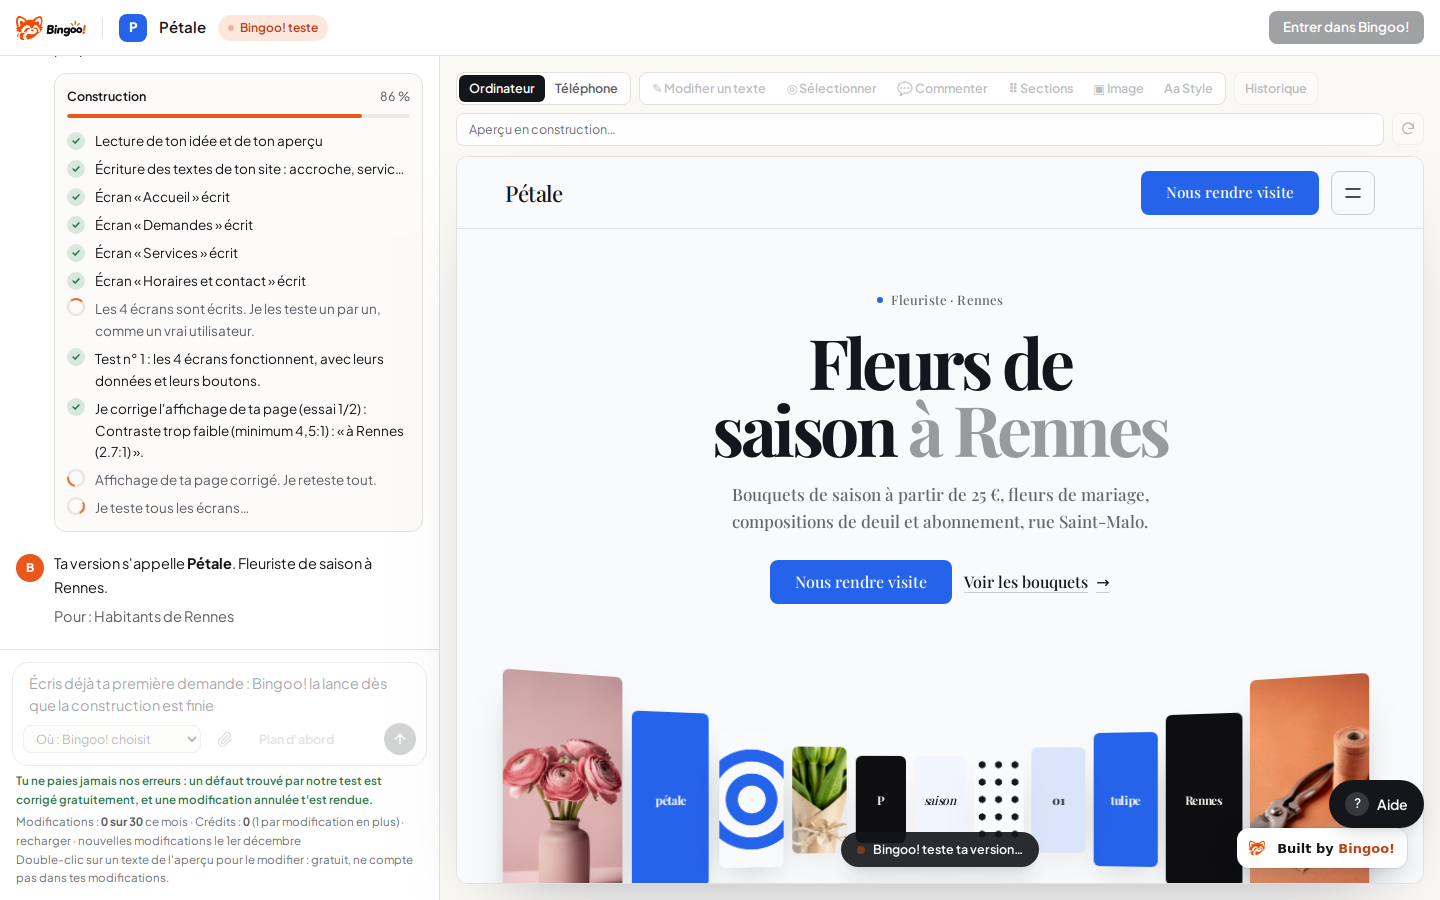 Bingoo!
P
Pétale
Bingoo! teste
Entrer dans Bingoo!
Construction
86 %
Lecture de ton idée et de ton aperçu
Écriture des textes de ton site : accroche, servic…
Écran « Accueil » écrit
Écran « Demandes » écrit
Écran « Services » écrit
Écran « Horaires et contact » écrit
Les 4 écrans sont écrits. Je les teste un par un,
comme un vrai utilisateur.
Test n° 1 : les 4 écrans fonctionnent, avec leurs
données et leurs boutons.
Je corrige l'affichage de ta page (essai 1/2) :
Contraste trop faible (minimum 4,5:1) : « à Rennes
(2.7:1) ».
Affichage de ta page corrigé. Je reteste tout.
Je teste tous les écrans…
B
Ta version s'appelle Pétale. Fleuriste de saison à
Rennes.
Pour : Habitants de Rennes
Écris déjà ta première demande : Bingoo! la lance dès
que la construction est finie
Où : Bingoo! choisit
Plan d'abord
Tu ne paies jamais nos erreurs : un défaut trouvé par notre test est
corrigé gratuitement, et une modification annulée t'est rendue.
Modifications : 0 sur 30 ce mois · Crédits : 0 (1 par modification en plus) ·
recharger · nouvelles modifications le 1er décembre
Double-clic sur un texte de l'aperçu pour le modifier : gratuit, ne compte
pas dans tes modifications.
Ordinateur
Téléphone
Modifier un texte
Sélectionner
Commenter
Sections
Image
Aa Style
Historique
Aperçu en construction…
Pétale
Nous rendre visite
Fleuriste · Rennes
Fleurs de
saison à Rennes
Bouquets de saison à partir de 25 €, fleurs de mariage,
compositions de deuil et abonnement, rue Saint-Malo.
Nous rendre visite
Voir les bouquets →
pétale
P
saison
01
tulipe
Rennes
Bingoo! teste ta version…
? Aide
Built by Bingoo!